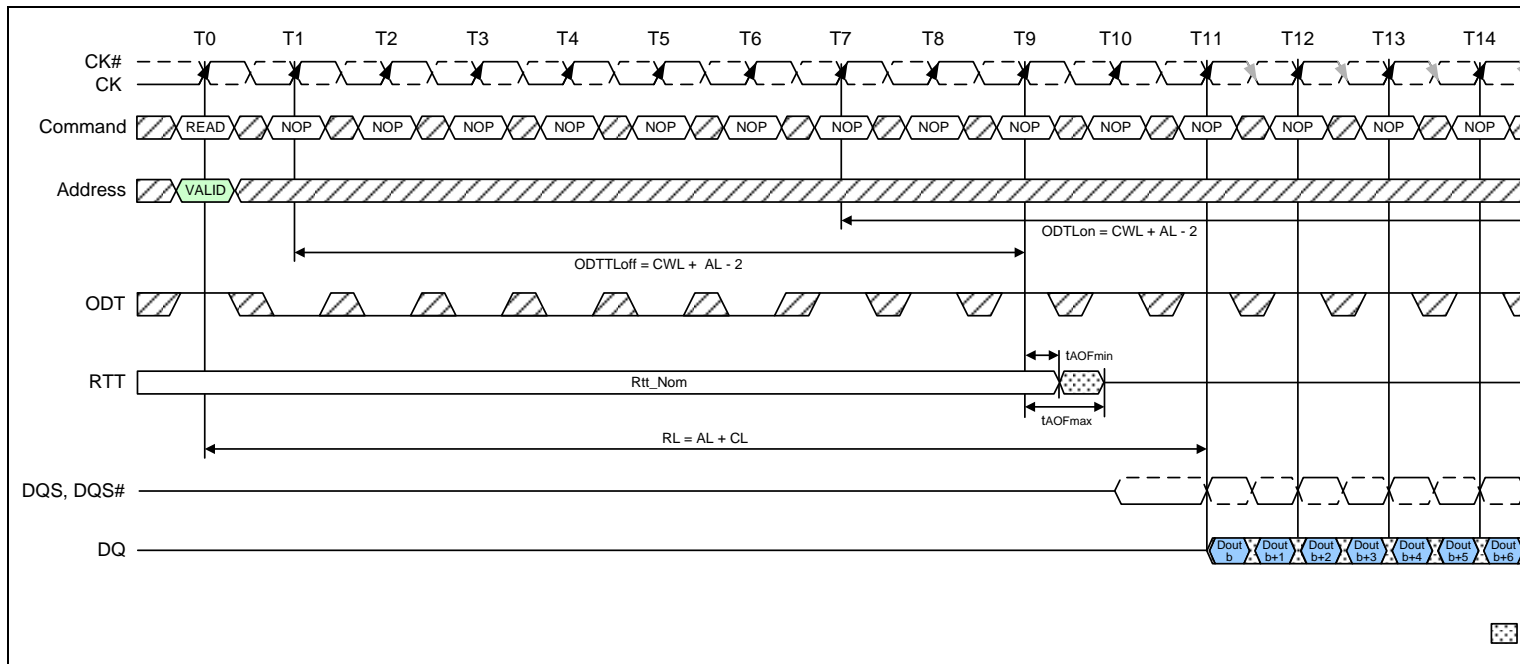 T0 T1 T2 T3 T4 T5 T6 T7 T8 T9 T10 T11 T12 T13 T14
CK#
CK
Command READ NOP NOP NOP NOP NOP NOP NOP NOP NOP NOP NOP NOP NOP NOP
Address VALID
ODTLon = CWL + AL - 2
ODTTLoff = CWL + AL - 2
ODT
tAOFmin
RTT Rtt_Nom
tAOFmax
RL = AL + CL
DQS, DQS#
DQ
Dout b
Dout b+1
Dout b+2
Dout b+3
Dout b+4
Dout b+5
Dout b+6